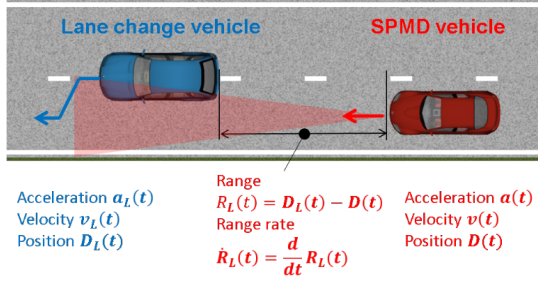 Lane change vehicle
SPMD vehicle
Acceleration a_L(t)
Velocity v_L(t)
Position D_L(t)
Range
R_L(t) = D_L(t) − D(t)
Range rate
Ṙ_L(t) = d/dt R_L(t)
Acceleration a(t)
Velocity v(t)
Position D(t)